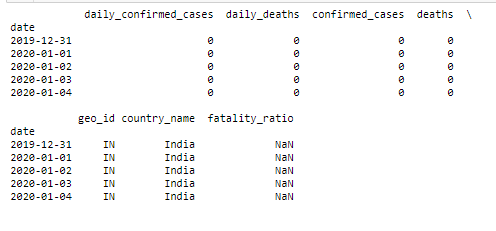 daily_confirmed_cases daily_deaths confirmed_cases deaths \
date
2019-12-31 0 0 0 0
2020-01-01 0 0 0 0
2020-01-02 0 0 0 0
2020-01-03 0 0 0 0
2020-01-04 0 0 0 0
geo_id country_name fatality_ratio
date
2019-12-31 IN India NaN
2020-01-01 IN India NaN
2020-01-02 IN India NaN
2020-01-03 IN India NaN
2020-01-04 IN India NaN